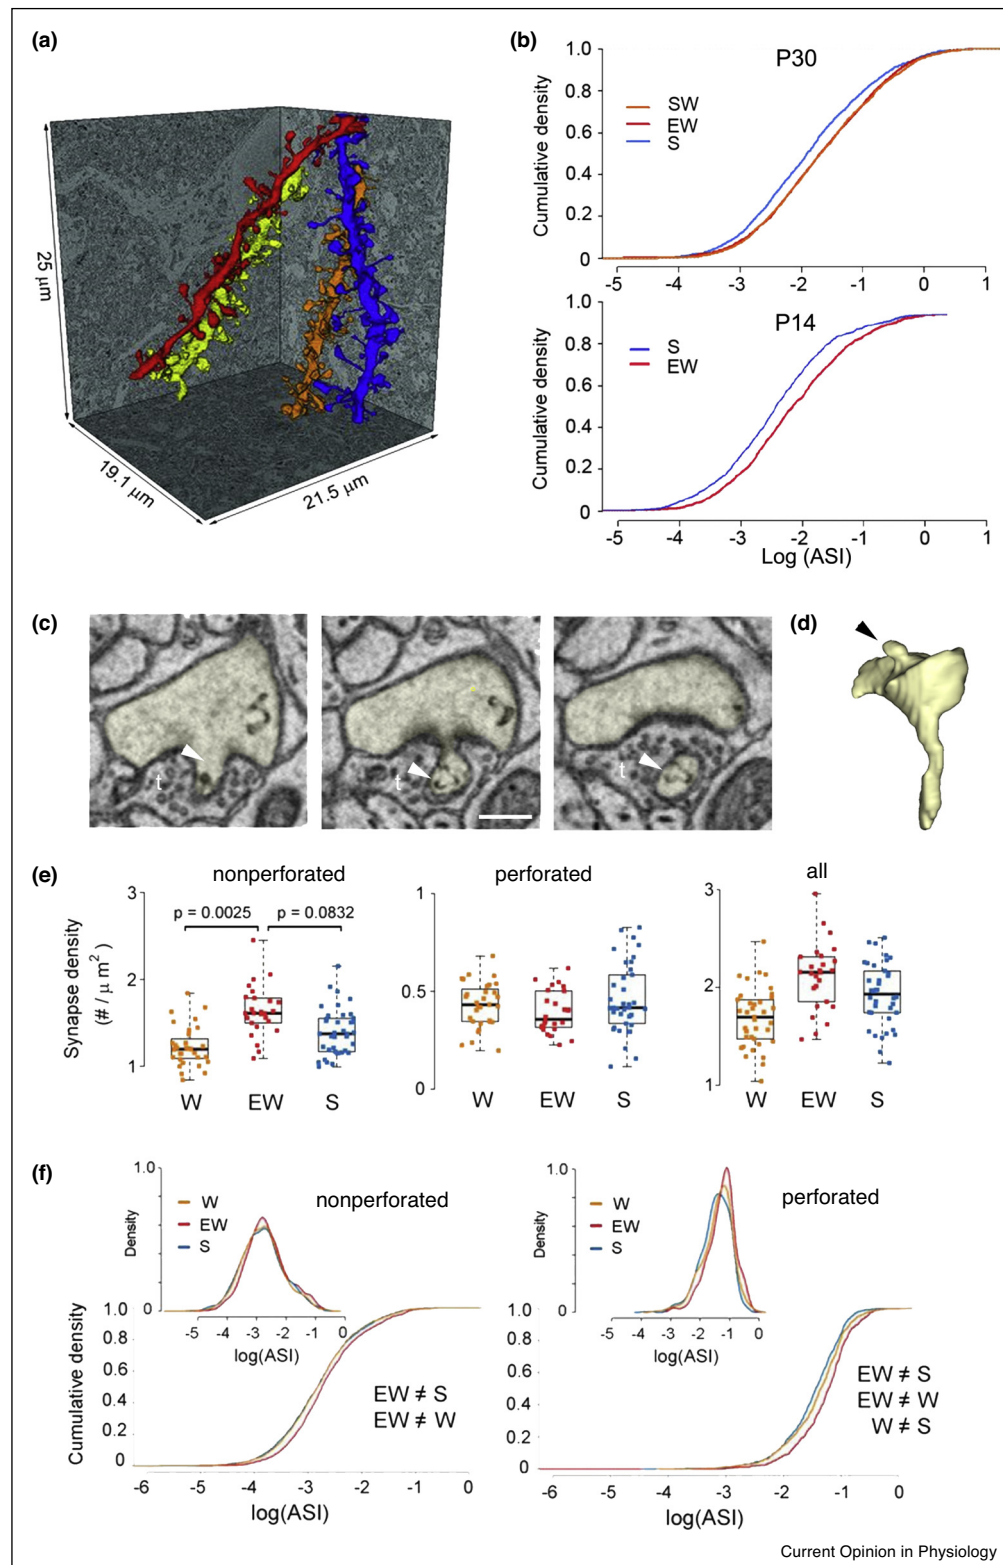 (a)
25 μm
19.1 μm
21.5 μm
(b)
P30
Cumulative density
1.0
0.8
0.6
0.4
0.2
0
SW
EW
S
-5 -4 -3 -2 -1 0 1
P14
Cumulative density
1.0
0.8
0.6
0.4
0.2
0
S
EW
-5 -4 -3 -2 -1 0 1
Log (ASI)
(c)
t
t
t
(d)
(e)
nonperforated
Synapse density
(# / μ m²)
3
2
1
p = 0.0025 p = 0.0832
W EW S
perforated
1
0.5
0
W EW S
all
3
2
1
W EW S
(f)
nonperforated
1.0
Density
0
W
EW
S
-5 -4 -3 -2 -1 0
log(ASI)
Cumulative density
1.0
0.8
0.6
0.4
0.2
0
EW ≠ S
EW ≠ W
-6 -5 -4 -3 -2 -1 0
log(ASI)
perforated
1.0
Density
0
W
EW
S
-5 -4 -3 -2 -1 0
log(ASI)
1.0
0.8
0.6
0.4
0.2
0
EW ≠ S
EW ≠ W
W ≠ S
-6 -5 -4 -3 -2 -1 0
log(ASI)
Current Opinion in Physiology